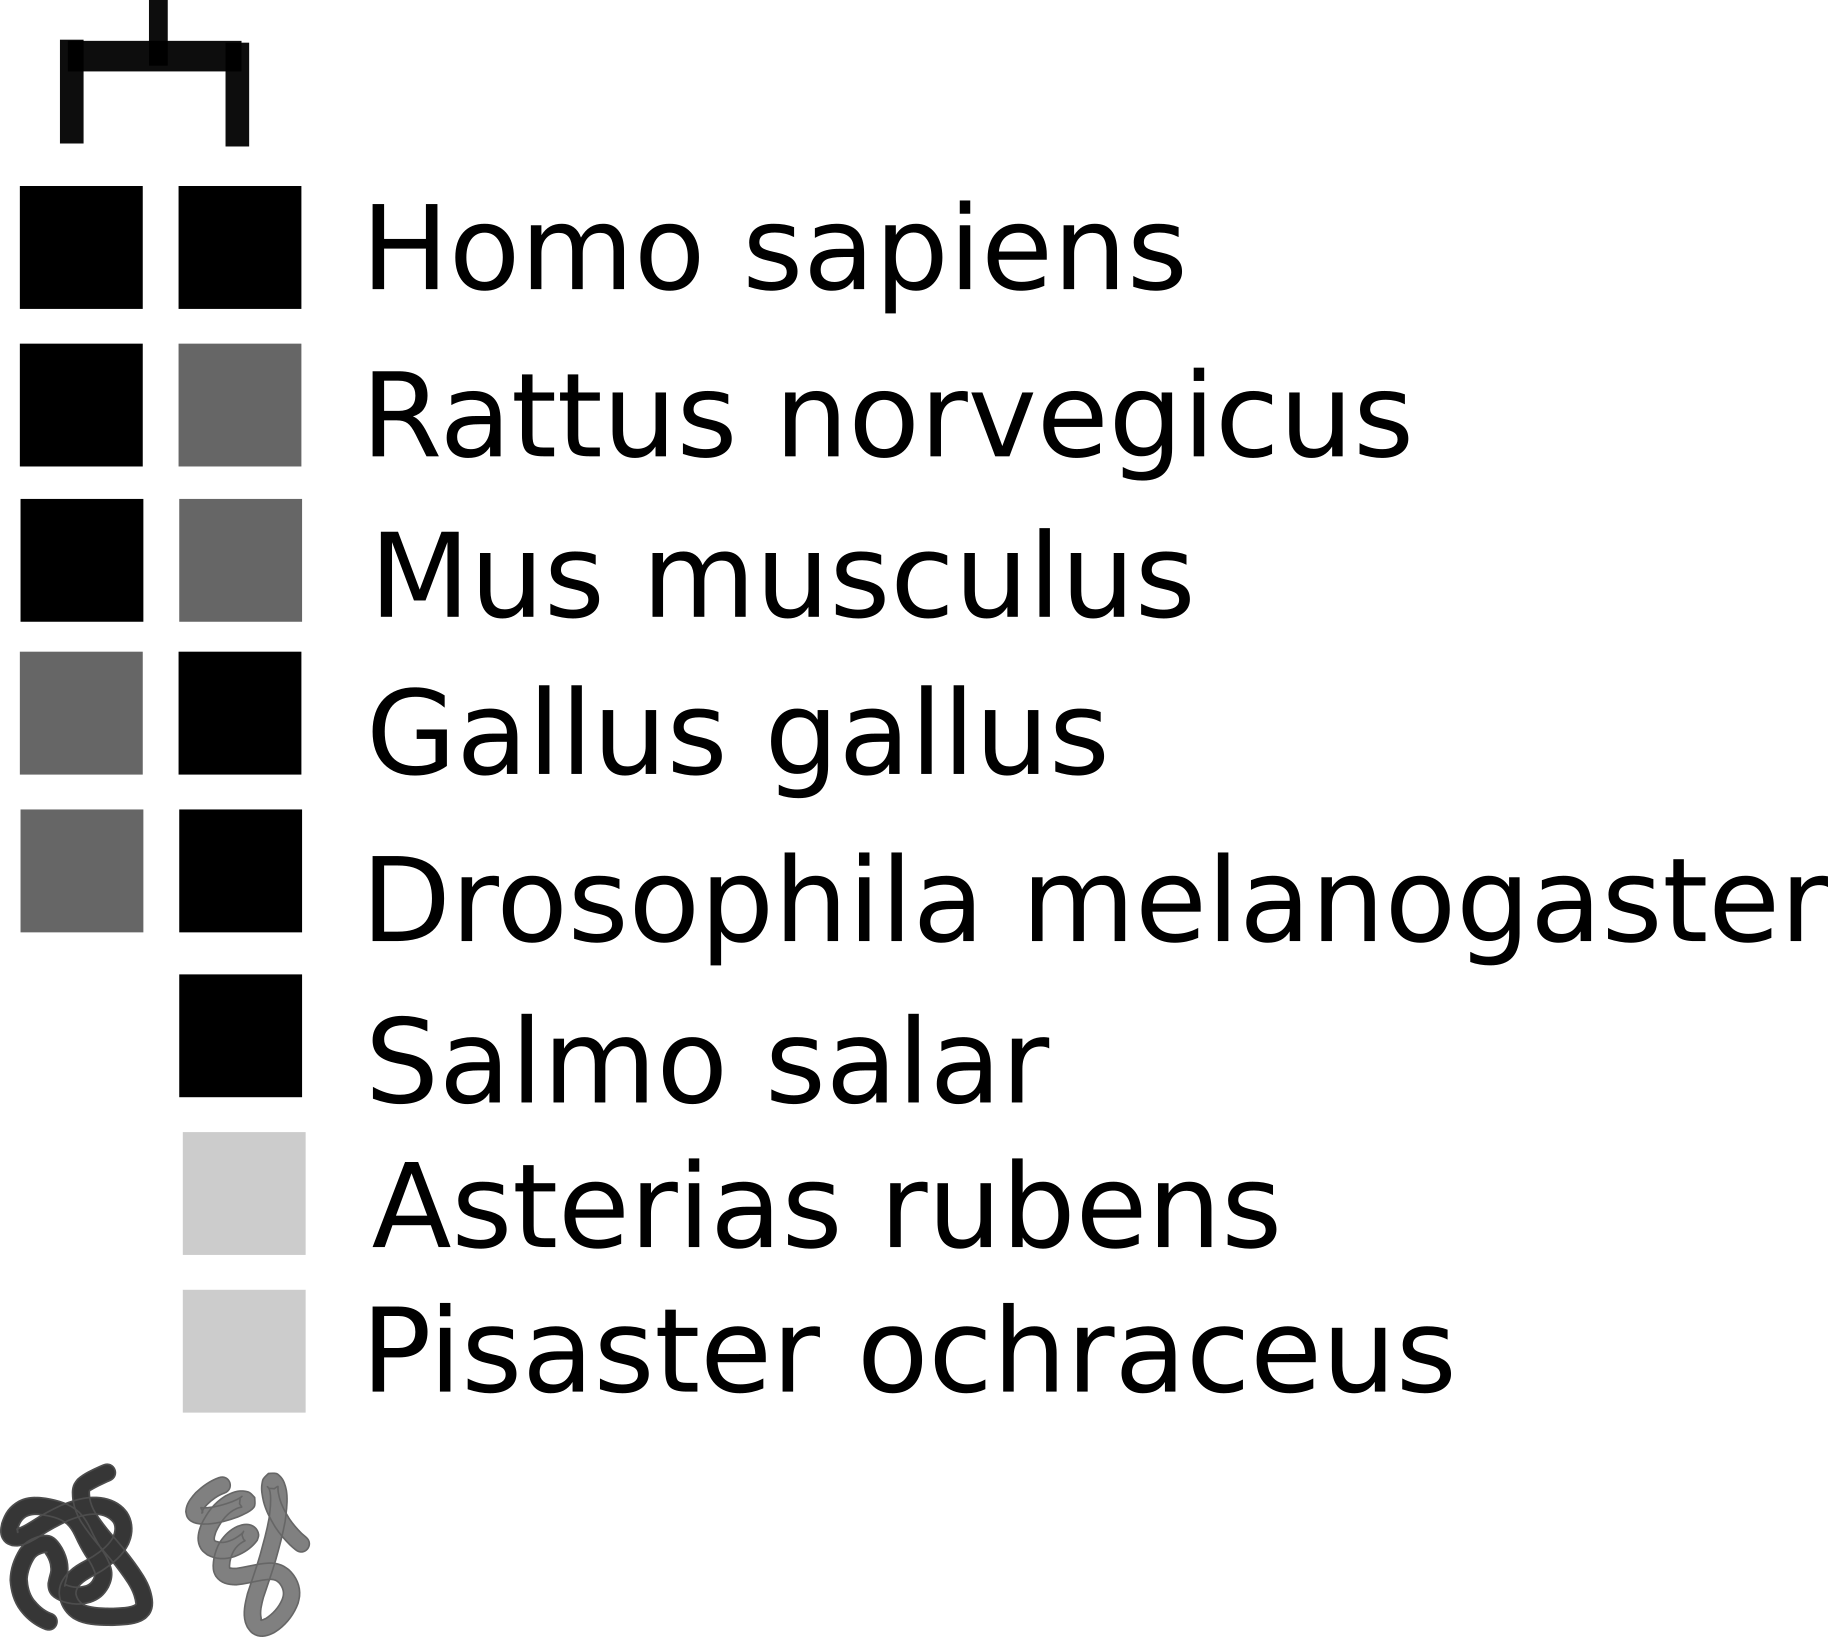 Homo sapiens
Rattus norvegicus
Mus musculus
Gallus gallus
Drosophila melanogaster
Salmo salar
Asterias rubens
Pisaster ochraceus